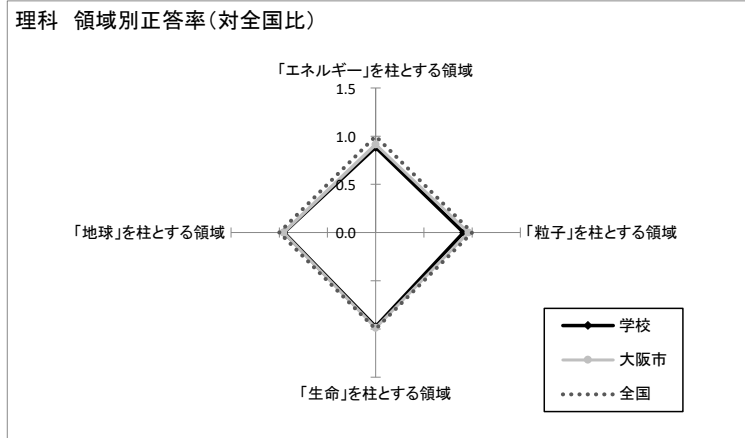 理科 領域別正答率(対全国比)
「エネルギー」を柱とする領域
1.5
1.0
0.5
0.0
「地球」を柱とする領域
「粒子」を柱とする領域
「生命」を柱とする領域
学校
大阪市
全国